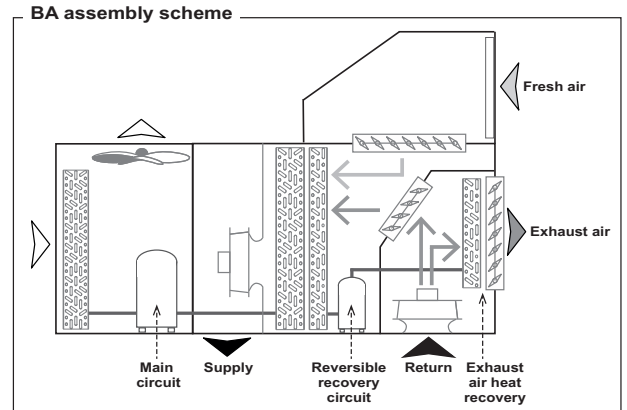 BA assembly scheme
Fresh air
Exhaust air
Main
circuit
Supply
Reversible
recovery
circuit
Return
Exhaust
air heat
recovery